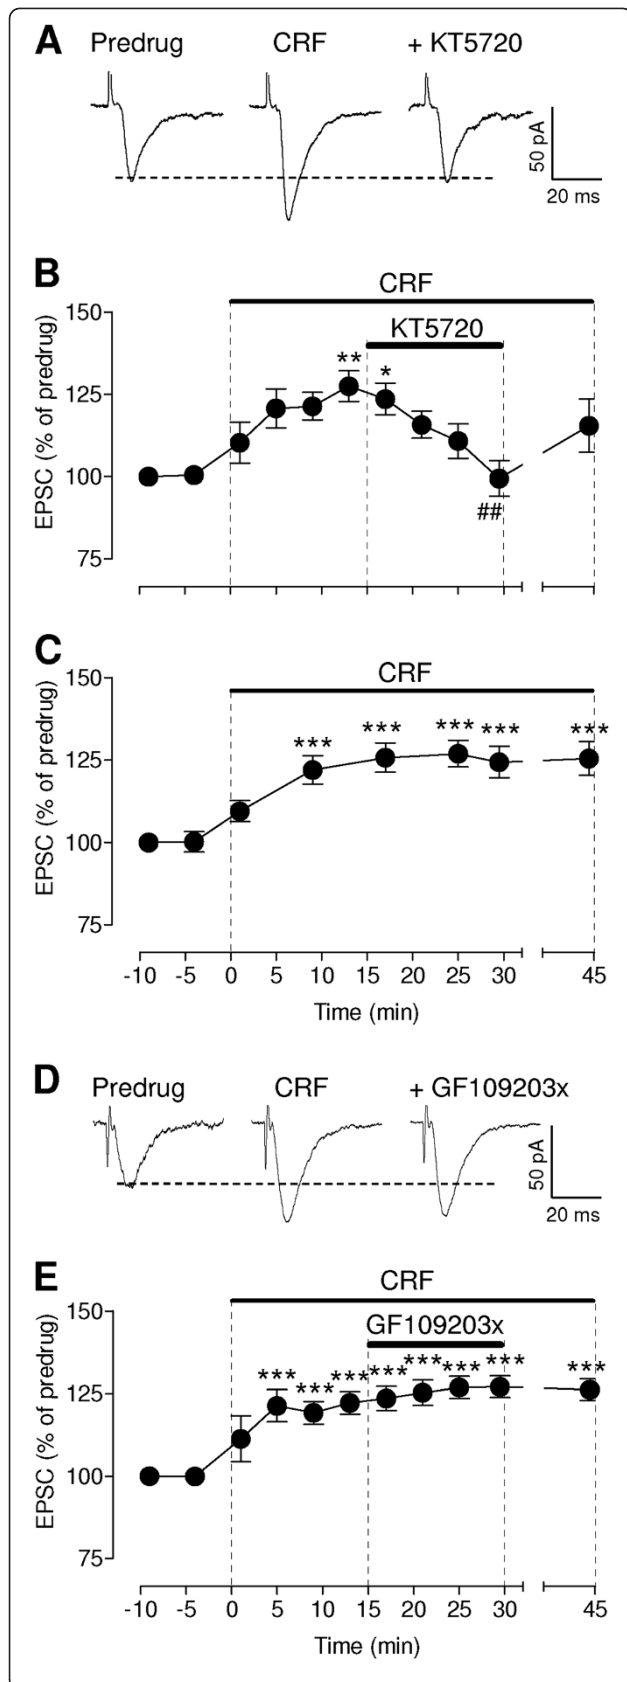 A Predrug CRF + KT5720
50 pA
20 ms
B CRF
150
KT5720
** *
125
100
##
75
EPSC (% of predrug)
C CRF
150
*** *** *** *** ***
125
100
75
EPSC (% of predrug)
-10 -5 0 5 10 15 20 25 30 45
Time (min)
D Predrug CRF + GF109203x
50 pA
20 ms
E CRF
150
GF109203x
*** *** *** *** *** *** *** ***
125
100
75
EPSC (% of predrug)
-10 -5 0 5 10 15 20 25 30 45
Time (min)